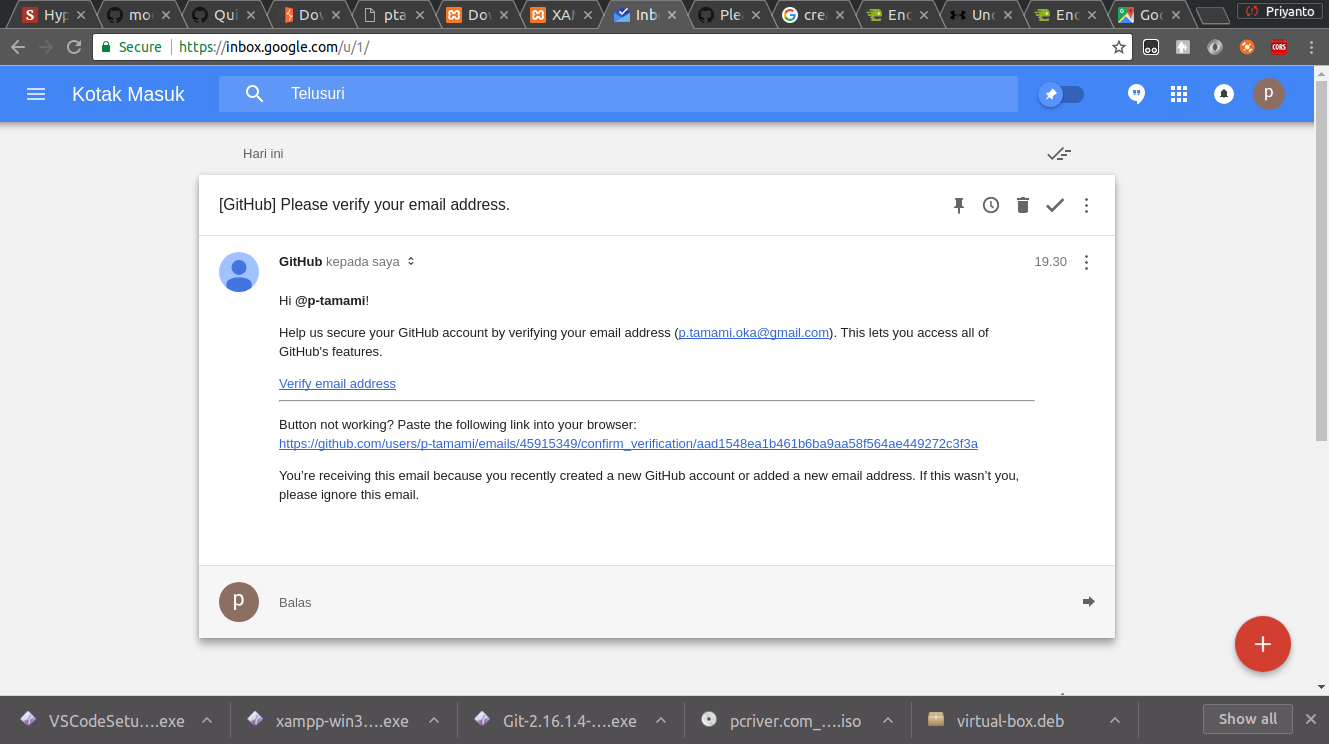 Hyp
mo
Qui
Dov
pta
Dov
XAM
Inb
Plea
cre
Enc
Unc
Enc
Goo
Priyanto
Secure
https://inbox.google.com/u/1/
CORS
Kotak Masuk
Telusuri
p
Hari ini
[GitHub] Please verify your email address.
GitHub kepada saya
19.30
Hi @p-tamami!
Help us secure your GitHub account by verifying your email address (p.tamami.oka@gmail.com). This lets you access all of
GitHub's features.
Verify email address
Button not working? Paste the following link into your browser:
https://github.com/users/p-tamami/emails/45915349/confirm_verification/aad1548ea1b461b6ba9aa58f564ae449272c3f3a
You’re receiving this email because you recently created a new GitHub account or added a new email address. If this wasn’t you,
please ignore this email.
p
Balas
VSCodeSetu….exe
xampp-win3….exe
Git-2.16.1.4-….exe
pcriver.com_….iso
virtual-box.deb
Show all